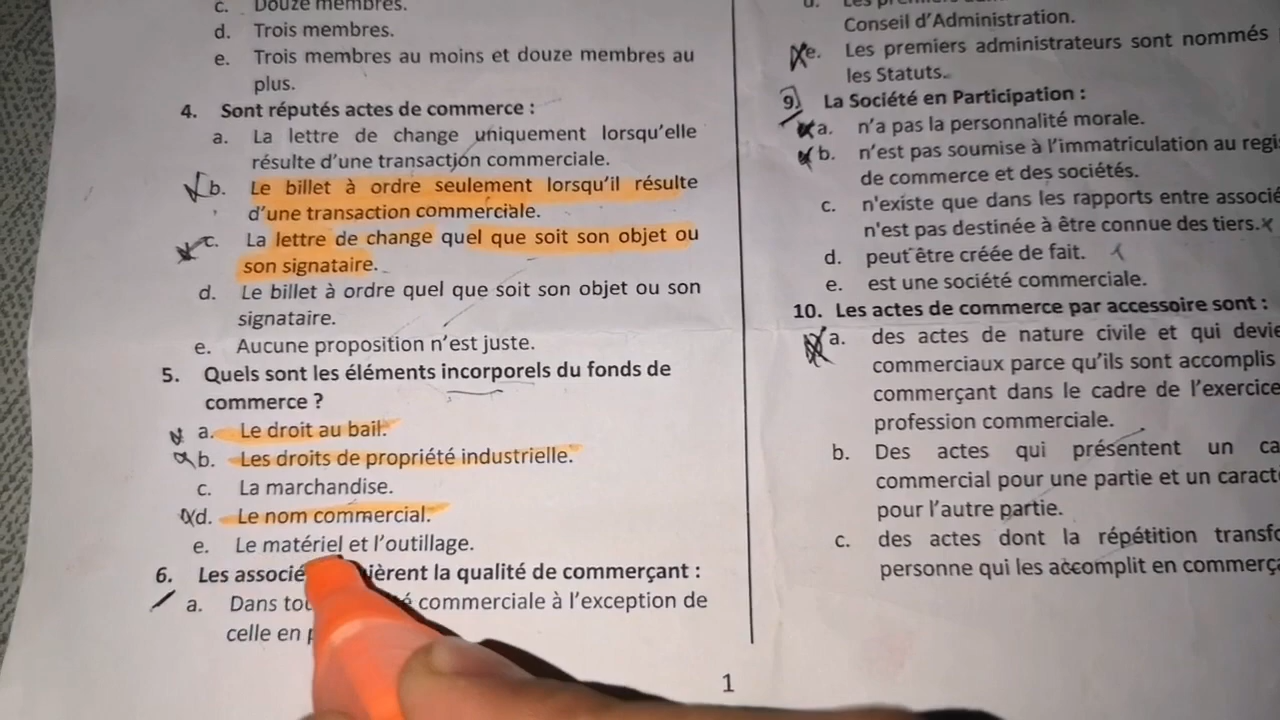 c. Douze membres.
d. Trois membres.
e. Trois membres au moins et douze membres au
plus.
4. Sont réputés actes de commerce :
a. La lettre de change uniquement lorsqu'elle
résulte d'une transaction commerciale.
b. Le billet à ordre seulement lorsqu'il résulte
d'une transaction commerciale.
c. La lettre de change quel que soit son objet ou
son signataire.
d. Le billet à ordre quel que soit son objet ou son
signataire.
e. Aucune proposition n'est juste.
5. Quels sont les éléments incorporels du fonds de
commerce ?
a. Le droit au bail.
b. Les droits de propriété industrielle.
c. La marchandise.
d. Le nom commercial.
e. Le matériel et l'outillage.
6. Les associé ièrent la qualité de commerçant :
a. Dans tou é commerciale à l'exception de
celle en
Conseil d'Administration.
e. Les premiers administrateurs sont nommés
les Statuts.
9. La Société en Participation :
a. n'a pas la personnalité morale.
b. n'est pas soumise à l'immatriculation au regi
de commerce et des sociétés.
c. n'existe que dans les rapports entre associé
n'est pas destinée à être connue des tiers.
d. peut être créée de fait.
e. est une société commerciale.
10. Les actes de commerce par accessoire sont :
a. des actes de nature civile et qui devie
commerciaux parce qu'ils sont accomplis
commerçant dans le cadre de l'exercice
profession commerciale.
b. Des actes qui présentent un ca
commercial pour une partie et un caract
pour l'autre partie.
c. des actes dont la répétition transfo
personne qui les accomplit en commerça
1